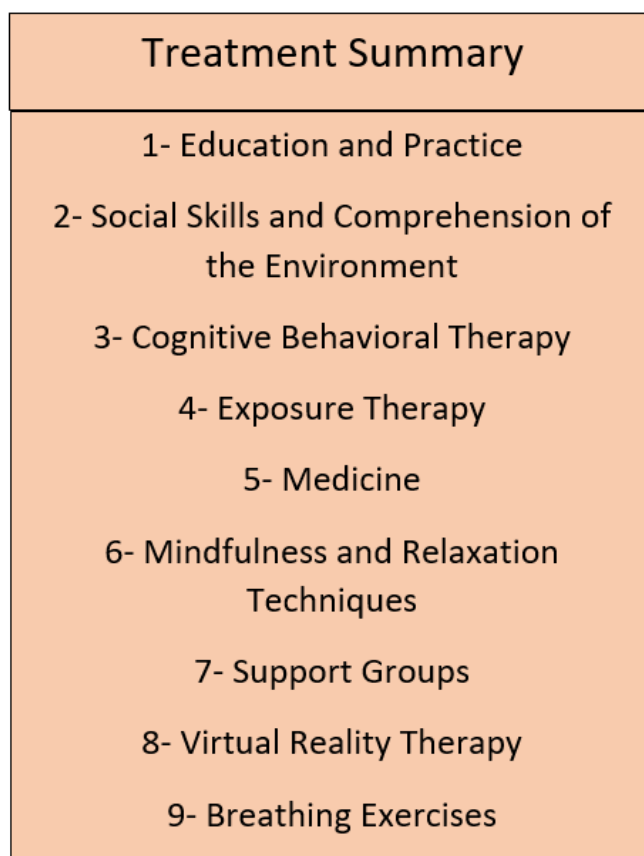 Treatment Summary
1- Education and Practice
2- Social Skills and Comprehension of
the Environment
3- Cognitive Behavioral Therapy
4- Exposure Therapy
5- Medicine
6- Mindfulness and Relaxation
Techniques
7- Support Groups
8- Virtual Reality Therapy
9- Breathing Exercises